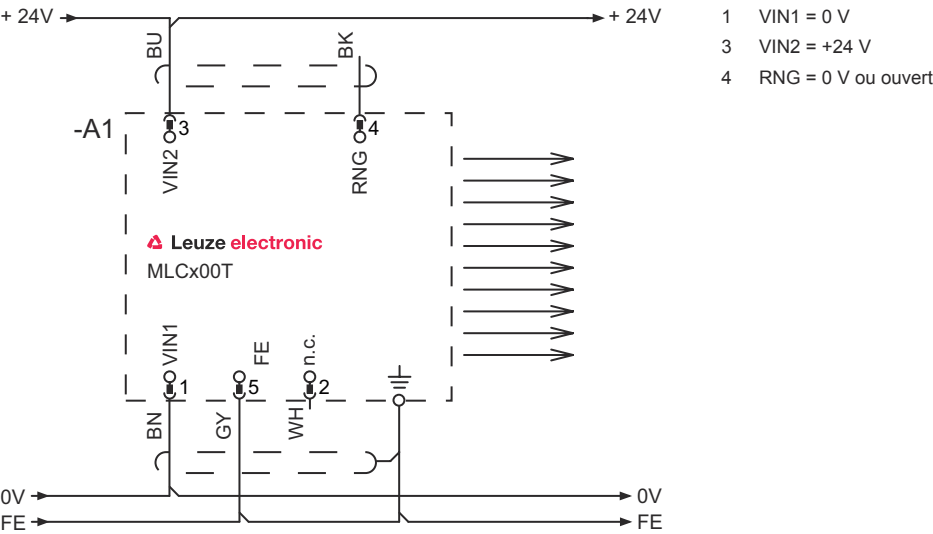 + 24V
+ 24V
1 VIN1 = 0 V
3 VIN2 = +24 V
4 RNG = 0 V ou ouvert
BU
BK
-A1
3
4
VIN2
RNG
Leuze electronic
MLCx00T
VIN1
FE
n.c.
1
5
2
BN
GY
WH
0V
0V
FE
FE